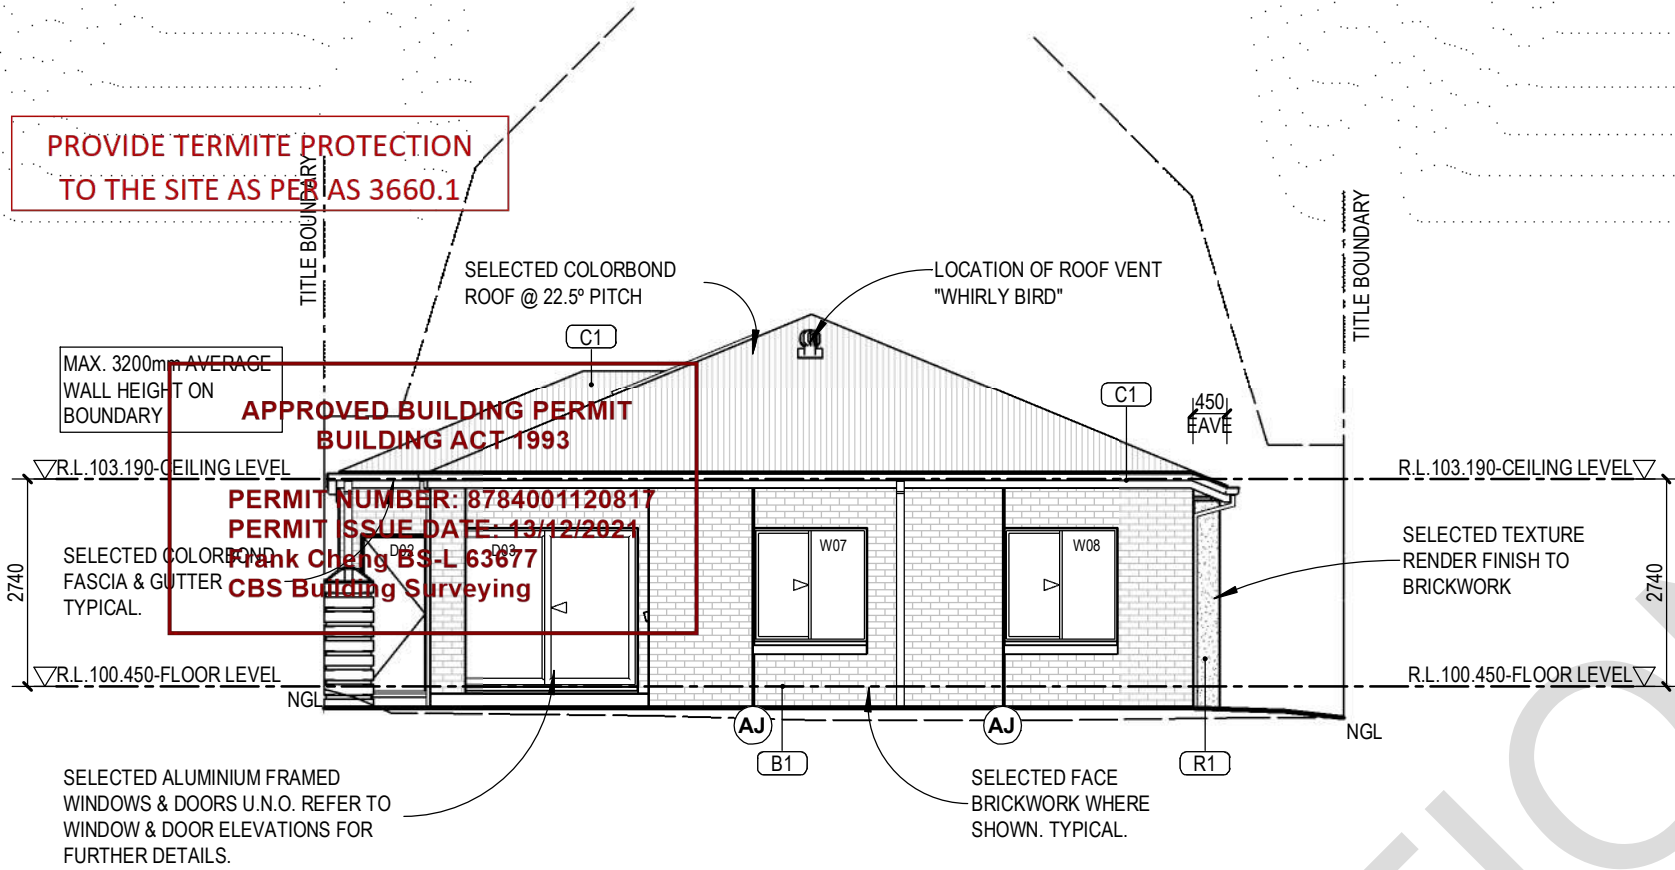 PROVIDE TERMITE PROTECTION
TO THE SITE AS PER AS 3660.1
TITLE BOUNDARY
TITLE BOUNDARY
SELECTED COLORBOND
ROOF @ 22.5º PITCH
LOCATION OF ROOF VENT
"WHIRLY BIRD"
C1
MAX. 3200mm AVERAGE
WALL HEIGHT ON
BOUNDARY
C1
450
EAVE
APPROVED BUILDING PERMIT
BUILDING ACT 1993
PERMIT NUMBER: 8784001120817
PERMIT ISSUE DATE: 13/12/2021
Frank Cheng BS-L 63677
CBS Building Surveying
R.L.103.190-CEILING LEVEL
R.L.103.190-CEILING LEVEL
SELECTED COLORBOND
FASCIA & GUTTER
TYPICAL.
D02
D03
W07
W08
SELECTED TEXTURE
RENDER FINISH TO
BRICKWORK
2740
2740
R.L.100.450-FLOOR LEVEL
R.L.100.450-FLOOR LEVEL
NGL
NGL
AJ
AJ
B1
R1
SELECTED ALUMINIUM FRAMED
WINDOWS & DOORS U.N.O. REFER TO
WINDOW & DOOR ELEVATIONS FOR
FURTHER DETAILS.
SELECTED FACE
BRICKWORK WHERE
SHOWN. TYPICAL.